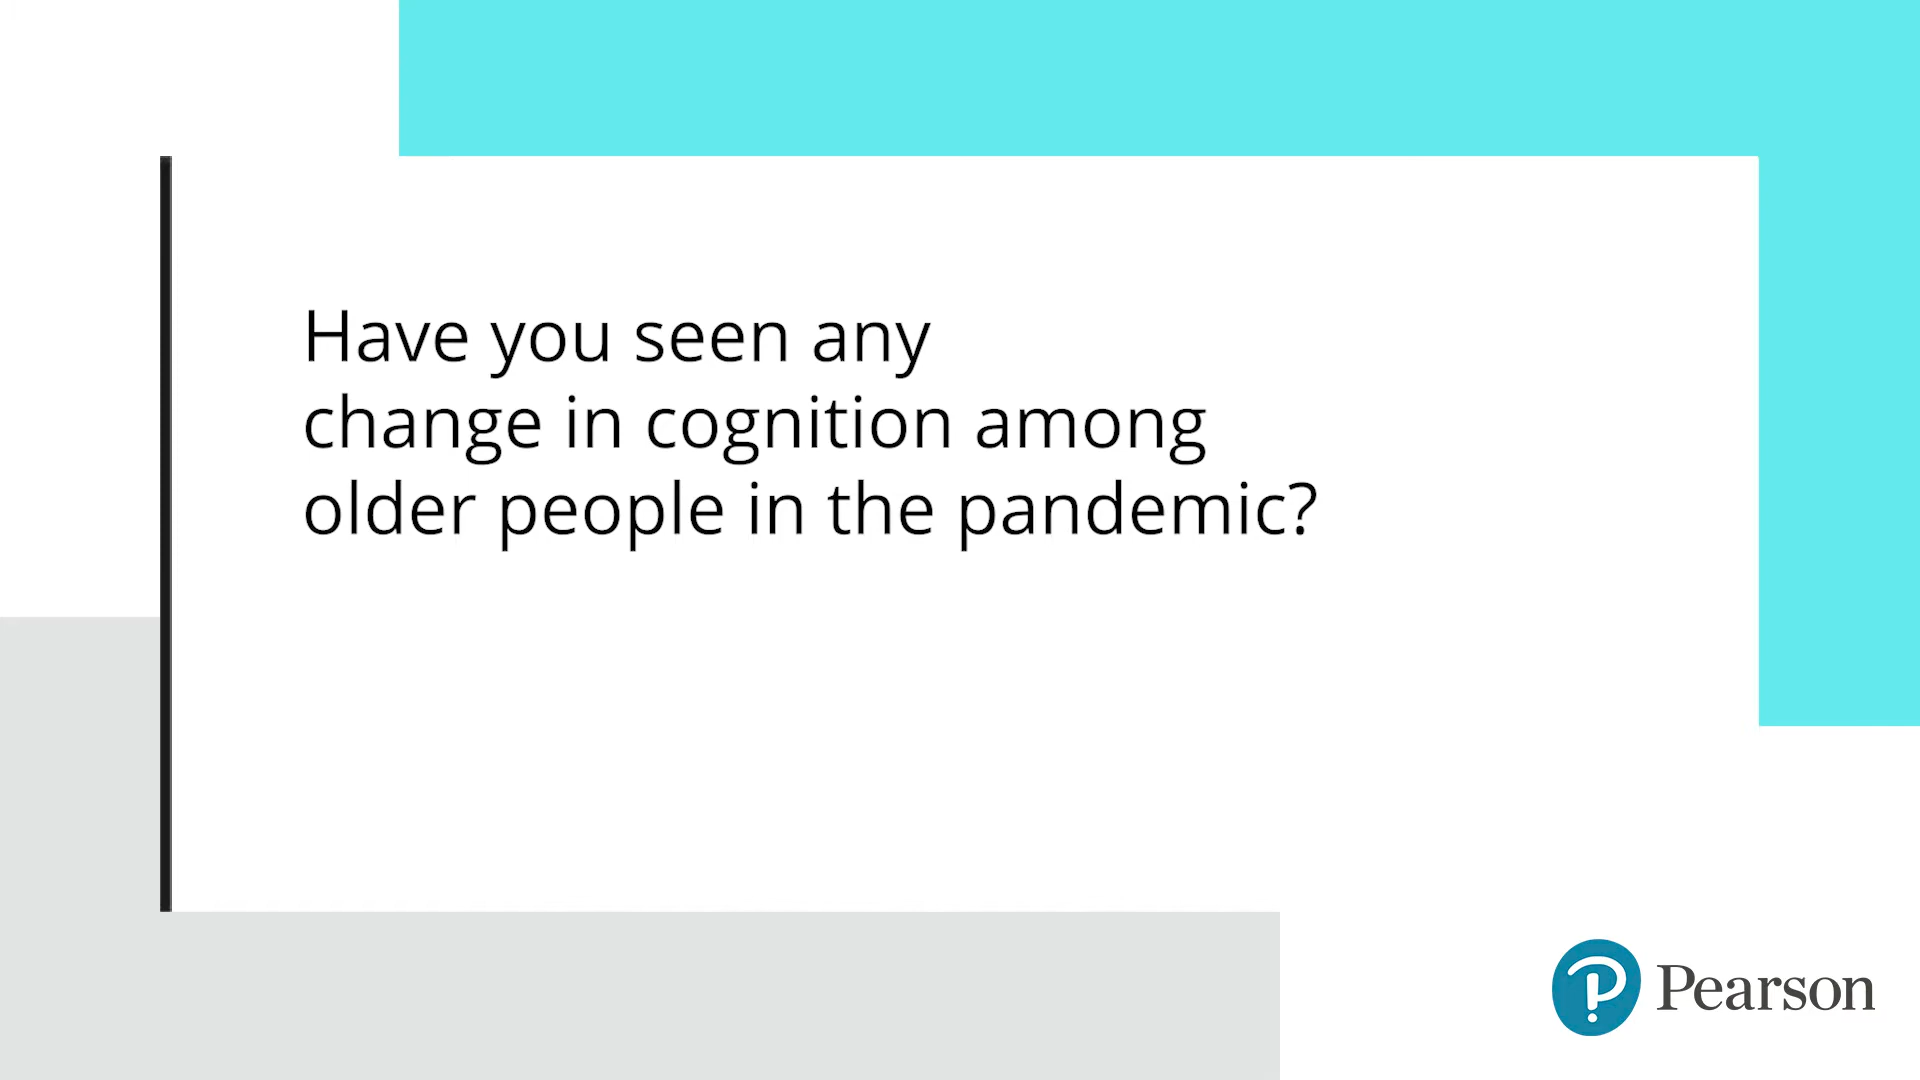 Have you seen any
change in cognition among
older people in the pandemic?
Pearson